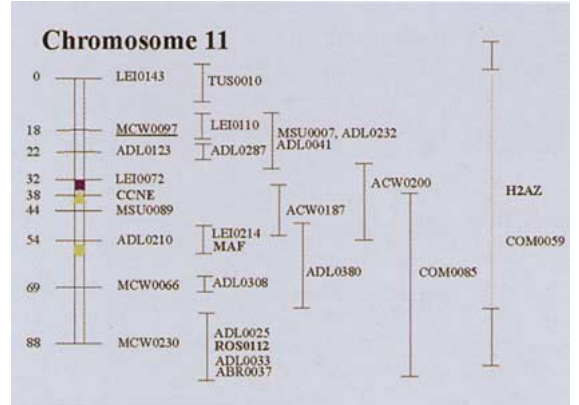 Chromosome 11
0 LEI0143 TUS0010
18 MCW0097 LEI0110 MSU0007, ADL0232
ADL0041
22 ADL0123 ADL0287
32 LEI0072 ACW0200
38 CCNE H2AZ
44 MSU0089 ACW0187
54 ADL0210 LEI0214
MAF COM0059
69 MCW0066 ADL0308 ADL0380 COM0085
88 MCW0230 ADL0025
ROS0112
ADL0033
ABR0037